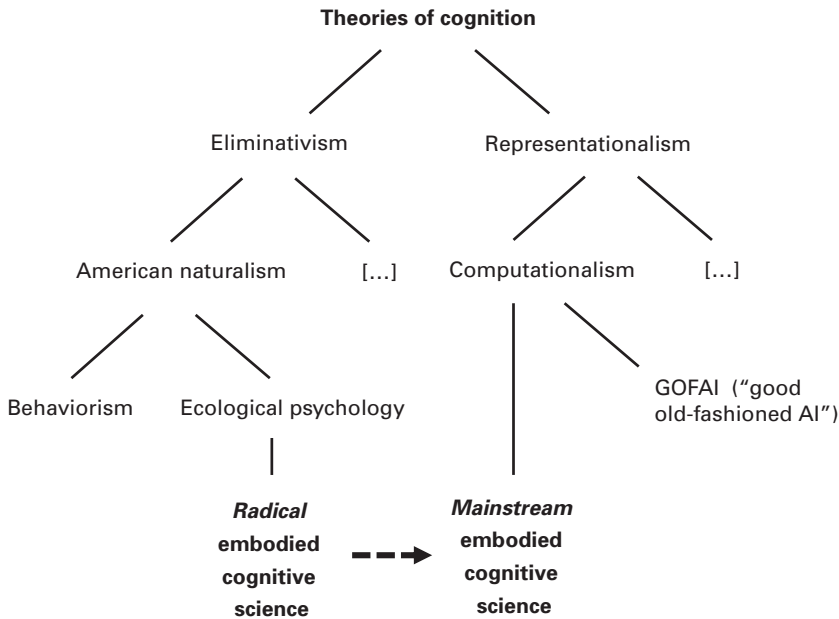 Theories of cognition
Eliminativism
Representationalism
American naturalism
[…]
Computationalism
[…]
Behaviorism
Ecological psychology
GOFAI (“good
old-fashioned AI”)
Radical
embodied
cognitive
science
Mainstream
embodied
cognitive
science